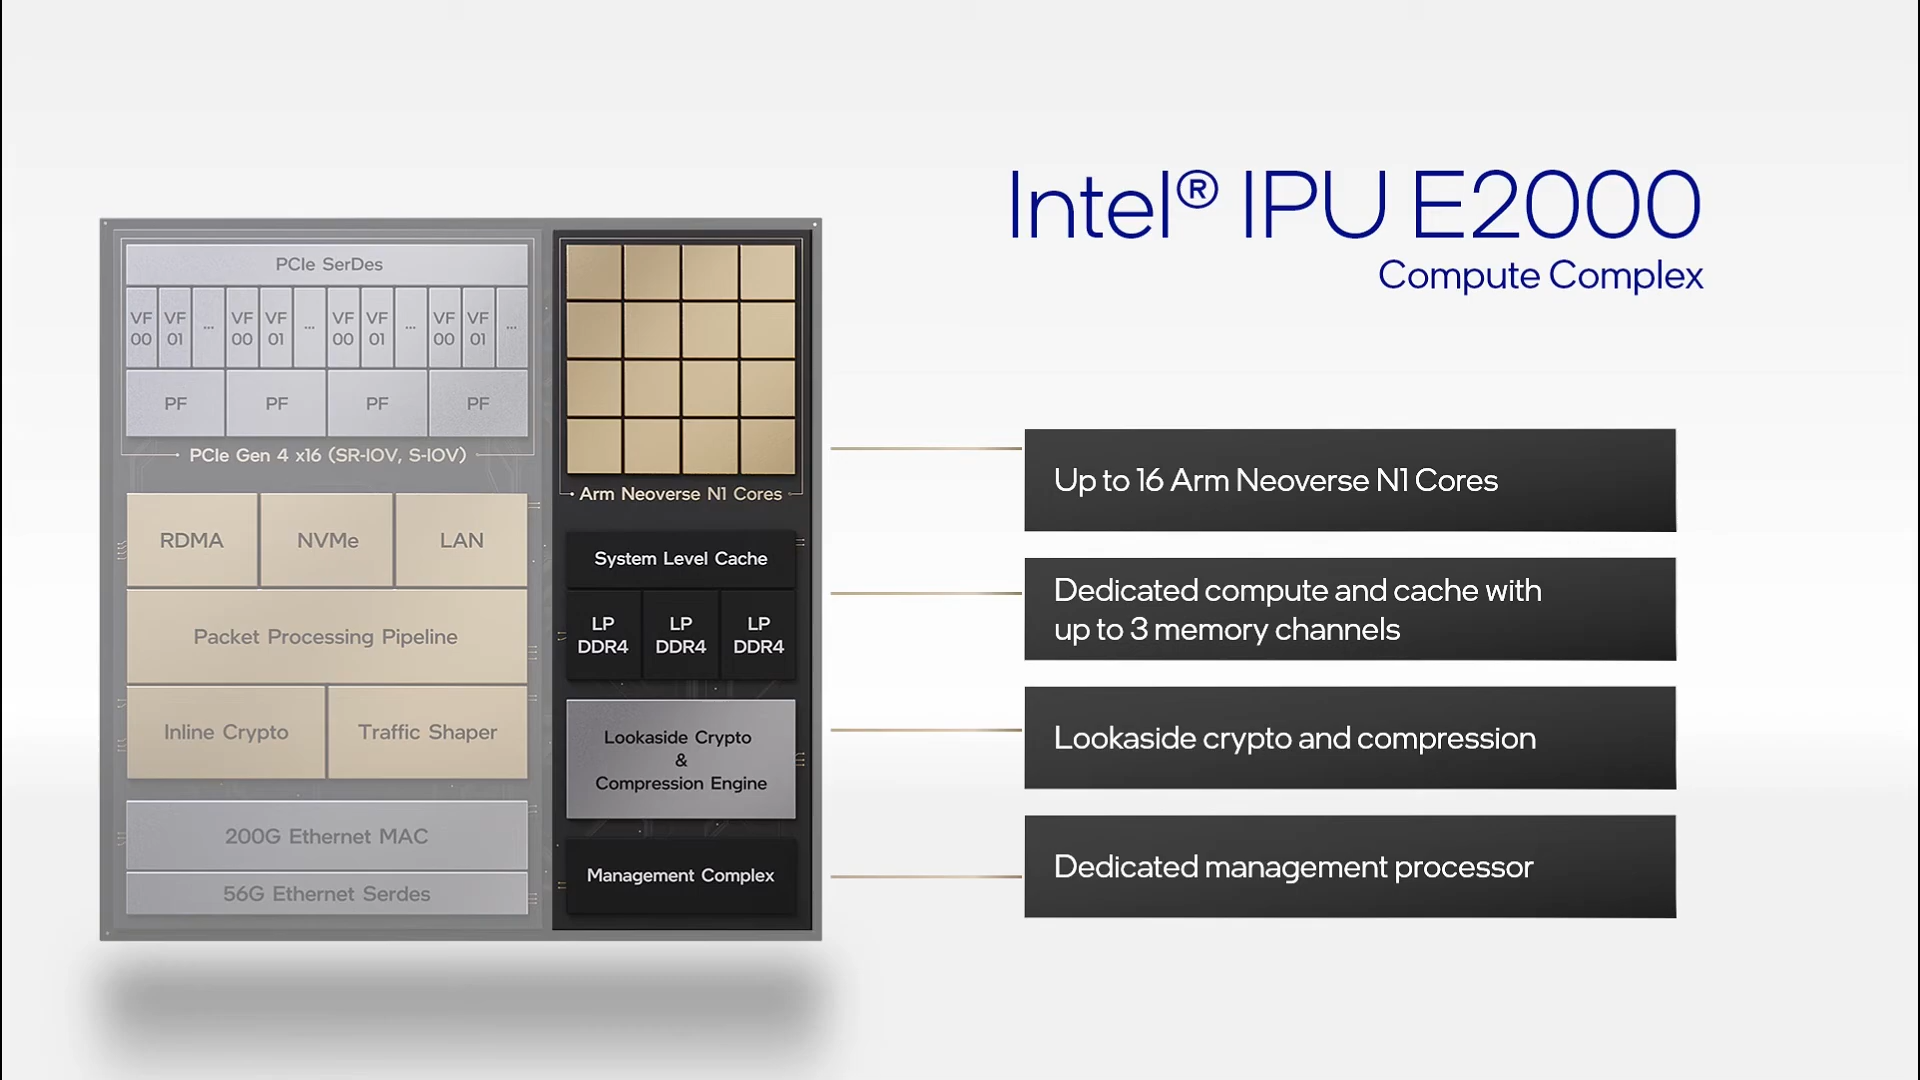 Intel® IPU E2000
Compute Complex
PCIe SerDes
VF 00
VF 01
...
VF 00
VF 01
...
VF 00
VF 01
...
VF 00
VF 01
...
PF
PF
PF
PF
PCIe Gen 4 x16 (SR-IOV, S-IOV)
RDMA
NVMe
LAN
Packet Processing Pipeline
Inline Crypto
Traffic Shaper
200G Ethernet MAC
56G Ethernet Serdes
Arm Neoverse N1 Cores
System Level Cache
LP
DDR4
LP
DDR4
LP
DDR4
Lookaside Crypto
&
Compression Engine
Management Complex
Up to 16 Arm Neoverse N1 Cores
Dedicated compute and cache with
up to 3 memory channels
Lookaside crypto and compression
Dedicated management processor